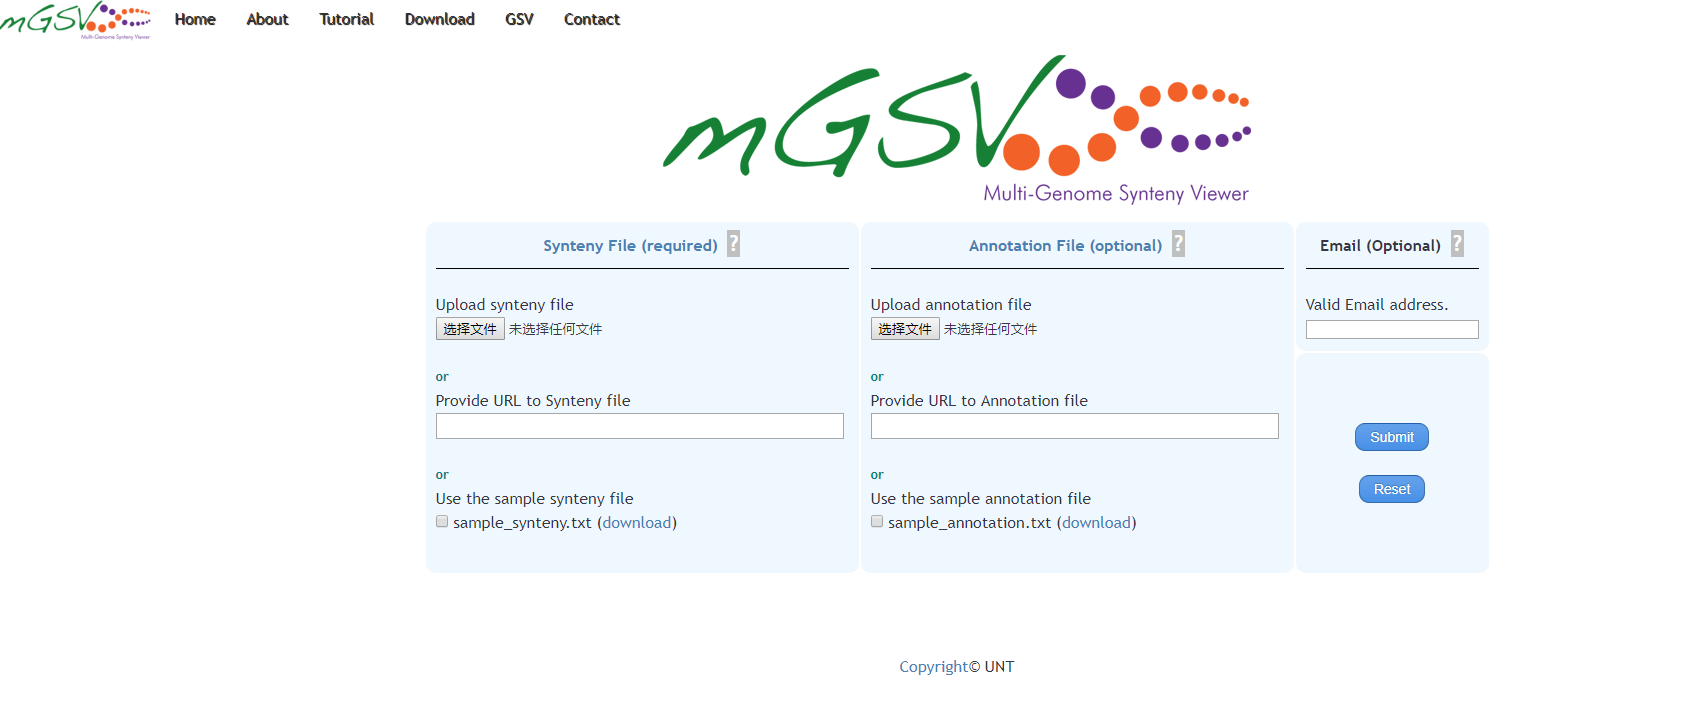 mGSV
Multi-Genome Synteny Viewer
Home About Tutorial Download GSV Contact
mGSV
Multi-Genome Synteny Viewer
Synteny File (required) ?
Upload synteny file
选择文件 未选择任何文件
or
Provide URL to Synteny file
or
Use the sample synteny file
sample_synteny.txt (download)
Annotation File (optional) ?
Upload annotation file
选择文件 未选择任何文件
or
Provide URL to Annotation file
or
Use the sample annotation file
sample_annotation.txt (download)
Email (Optional) ?
Valid Email address.
Submit
Reset
Copyright© UNT